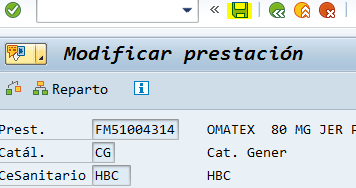 Modificar prestación
Reparto
Prest. FM51004314 OMATEX 80 MG JER
Catál. CG Cat. Gener
CeSanitario HBC HBC